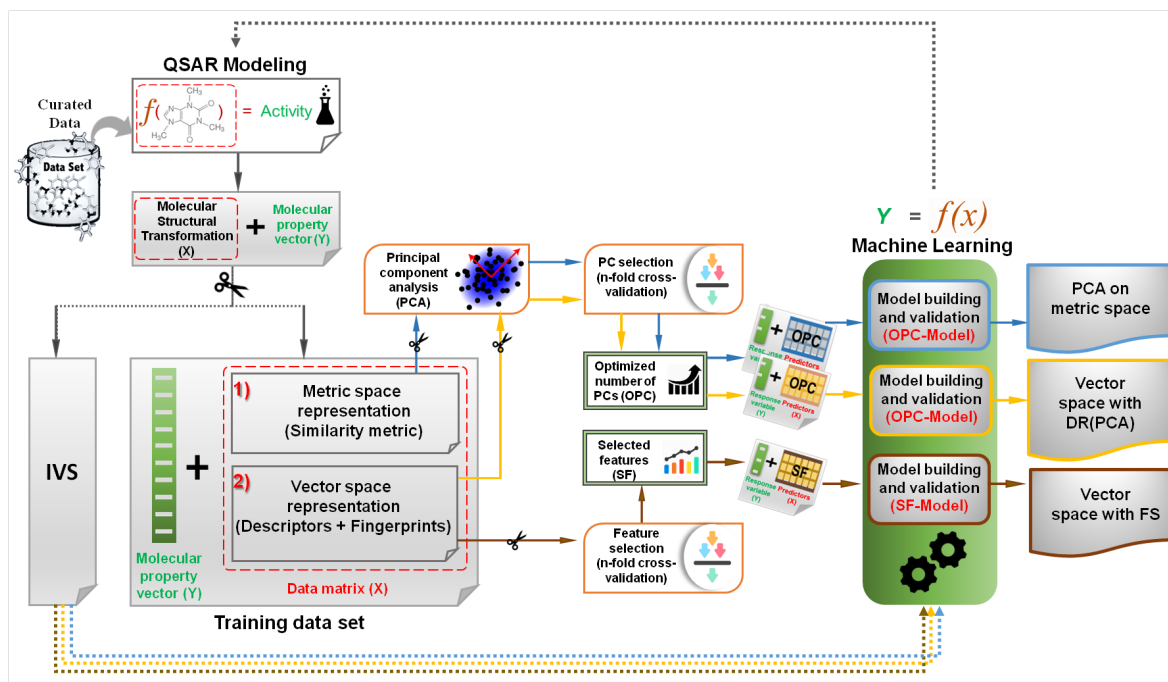 QSAR Modeling
Curated
Data
Data Set
f( ) = Activity
CH₃
H₃C
CH₃
N
N
N
N
O
O
Molecular
Structural
Transformation
(X)
+
Molecular
property
vector (Y)
IVS
Molecular
property
vector (Y)
+
1)
Metric space
representation
(Similarity metric)
2)
Vector space
representation
(Descriptors + Fingerprints)
Data matrix (X)
Training data set
Principal
component
analysis
(PCA)
PC selection
(n-fold cross-
validation)
Optimized
number of
PCs (OPC)
Selected
features
(SF)
Feature
selection
(n-fold cross-
validation)
+
OPC
Response
variable
(Y)
Predictors
+
OPC
Response
variable
(Y)
Predictors
(X)
+
SF
Response
variable
(Y)
Predictors
(X)
Y = f(x)
Machine Learning
Model building
and validation
(OPC-Model)
Model building
and validation
(OPC-Model)
Model building
and validation
(SF-Model)
PCA on
metric space
Vector
space with
DR(PCA)
Vector
space with FS